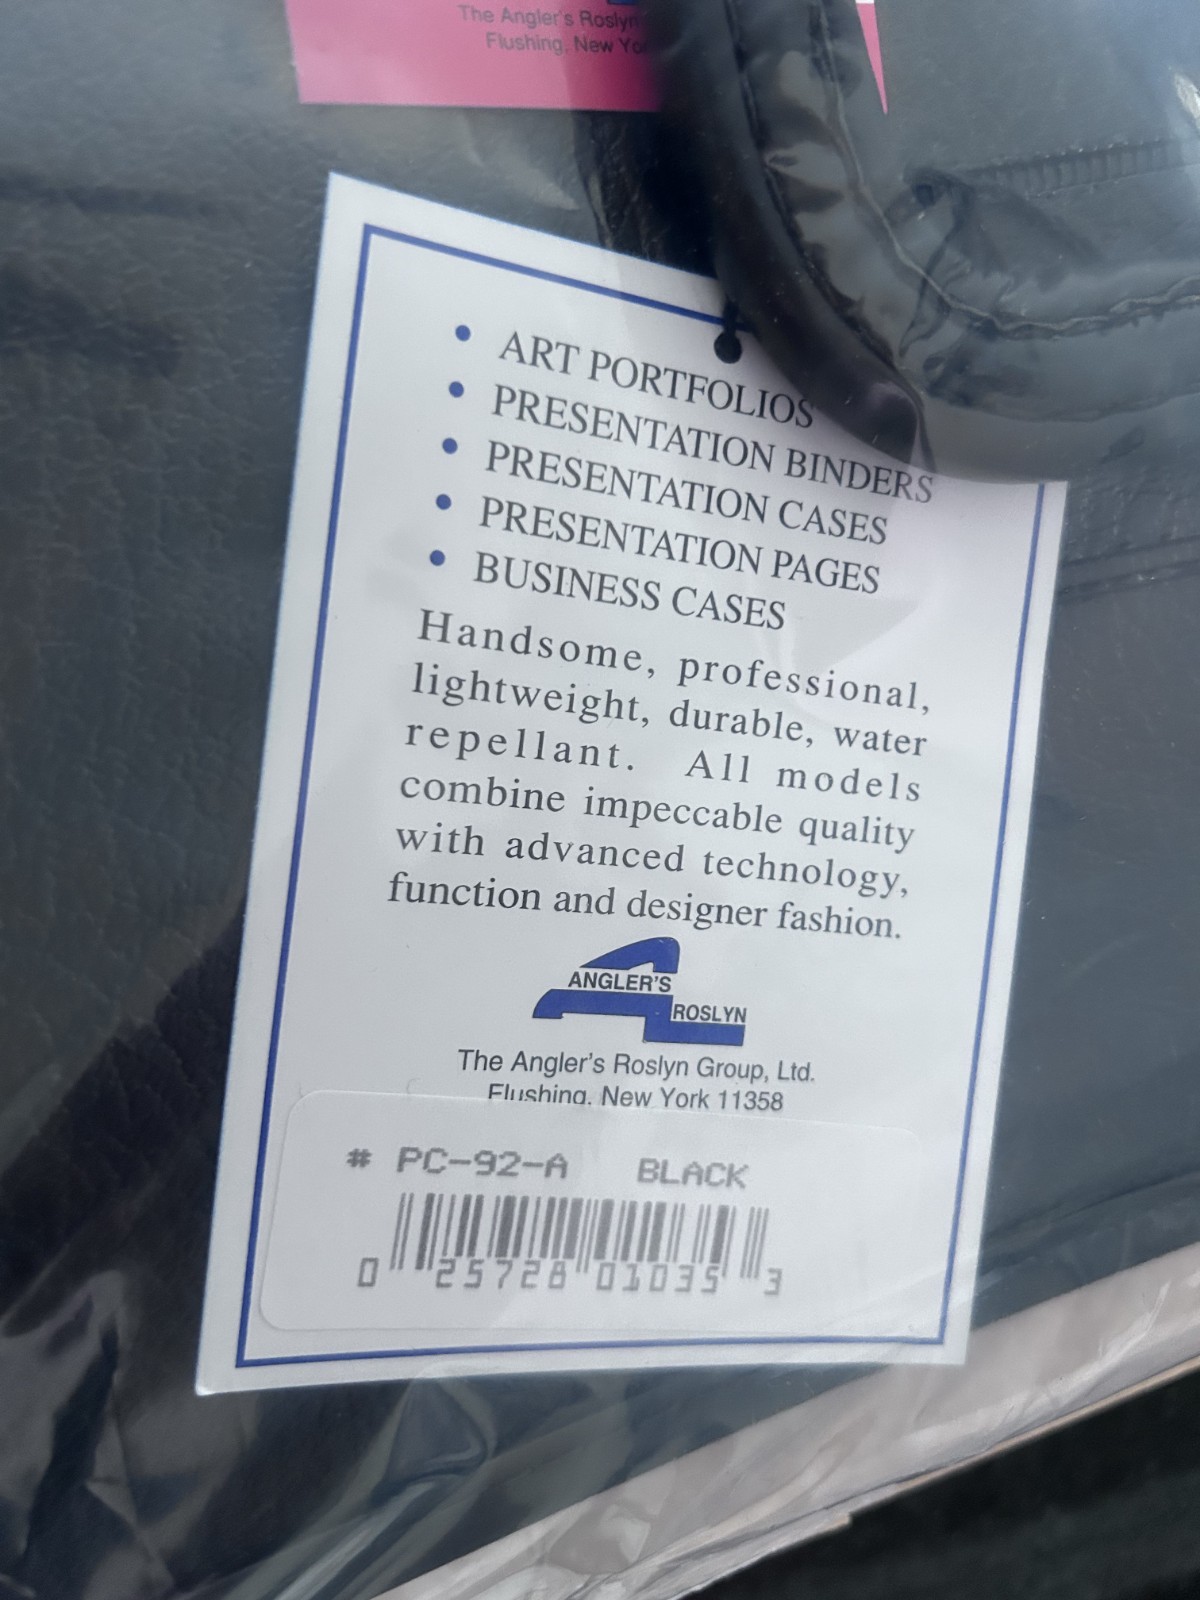 The Angler's Roslyn
Flushing, New
• ART PORTFOLIOS
• PRESENTATION BINDERS
• PRESENTATION CASES
• PRESENTATION PAGES
• BUSINESS CASES
Handsome, professional,
lightweight, durable, water
repellant. All models
combine impeccable quality
with advanced technology,
function and designer fashion.
ANGLER'S
ROSLYN
The Angler's Roslyn Group, Ltd.
Flushing, New York 11358
# PC-92-A BLACK
0 25728 01035 3